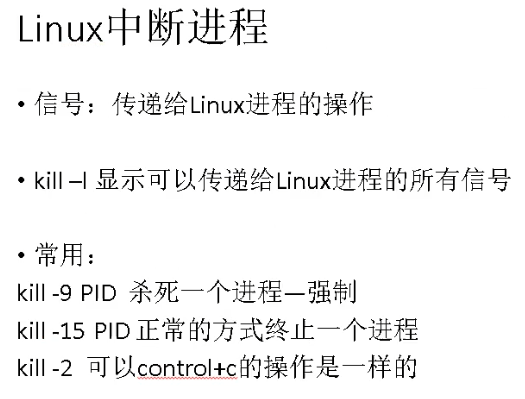 Linux中断进程
• 信号：传递给Linux进程的操作
• kill –l 显示可以传递给Linux进程的所有信号
• 常用：
kill -9 PID 杀死一个进程—强制
kill -15 PID 正常的方式终止一个进程
kill -2 可以control+c的操作是一样的